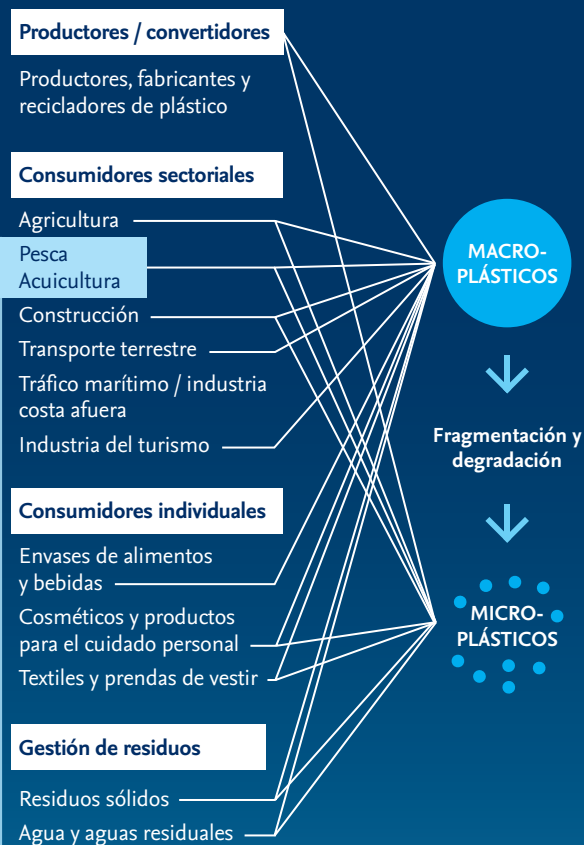 Productores / convertidores
Productores, fabricantes y
recicladores de plástico
Consumidores sectoriales
Agricultura
Pesca
Acuicultura
Construcción
Transporte terrestre
Tráfico marítimo / industria
costa afuera
Industria del turismo
Consumidores individuales
Envases de alimentos
y bebidas
Cosméticos y productos
para el cuidado personal
Textiles y prendas de vestir
Gestión de residuos
Residuos sólidos
Agua y aguas residuales
MACRO-
PLÁSTICOS
Fragmentación y
degradación
MICRO-
PLÁSTICOS